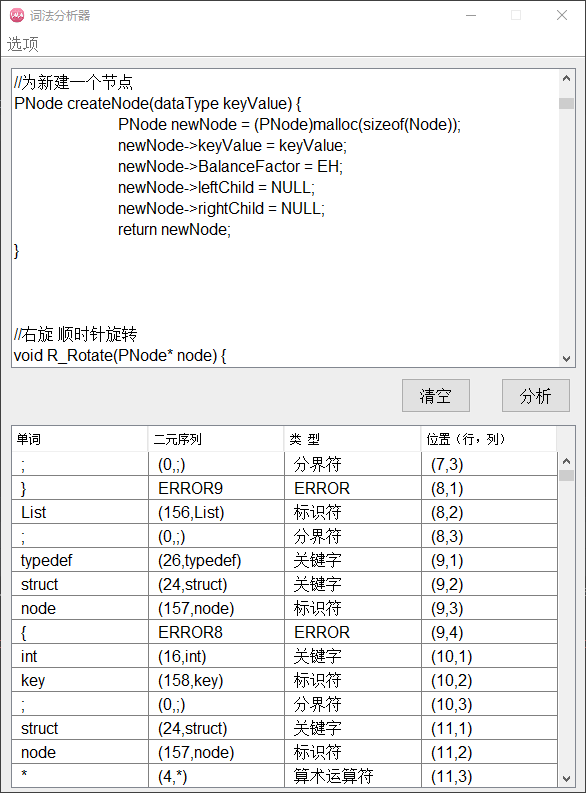 词法分析器
选项
//为新建一个节点
PNode createNode(dataType keyValue) {
PNode newNode = (PNode)malloc(sizeof(Node));
newNode->keyValue = keyValue;
newNode->BalanceFactor = EH;
newNode->leftChild = NULL;
newNode->rightChild = NULL;
return newNode;
}
//右旋 顺时针旋转
void R_Rotate(PNode* node) {
清空 分析
单词 二元序列 类 型 位置（行，列）
; (0,;) 分界符 (7,3)
} ERROR9 ERROR (8,1)
List (156,List) 标识符 (8,2)
; (0,;) 分界符 (8,3)
typedef (26,typedef) 关键字 (9,1)
struct (24,struct) 关键字 (9,2)
node (157,node) 标识符 (9,3)
{ ERROR8 ERROR (9,4)
int (16,int) 关键字 (10,1)
key (158,key) 标识符 (10,2)
; (0,;) 分界符 (10,3)
struct (24,struct) 关键字 (11,1)
node (157,node) 标识符 (11,2)
* (4,*) 算术运算符 (11,3)